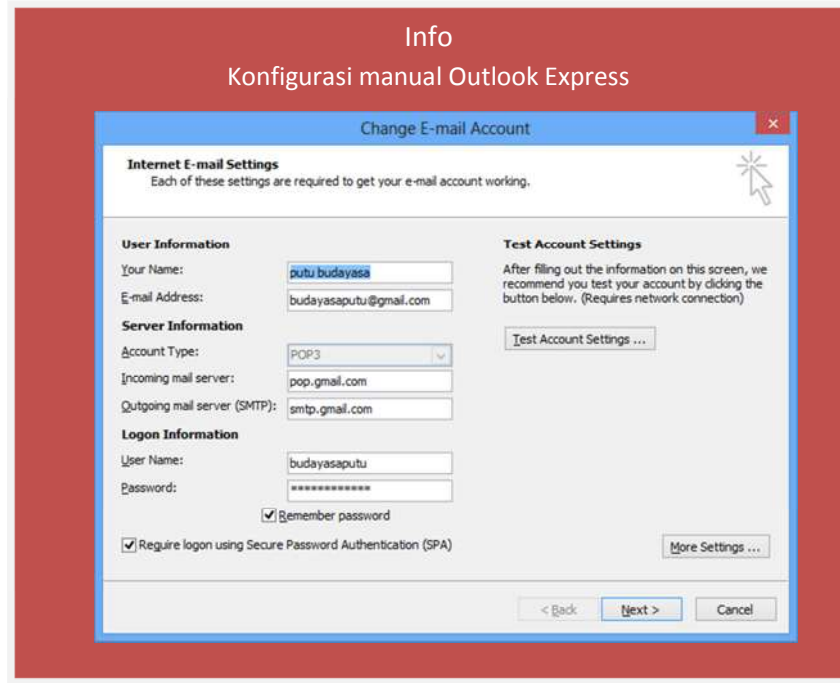 Info
Konfigurasi manual Outlook Express
Change E-mail Account
Internet E-mail Settings
Each of these settings are required to get your e-mail account working.
User Information
Your Name: putu budayasa
E-mail Address: budayasaputu@gmail.com
Server Information
Account Type: POP3
Incoming mail server: pop.gmail.com
Outgoing mail server (SMTP): smtp.gmail.com
Logon Information
User Name: budayasaputu
Password: ************
Remember password
Require logon using Secure Password Authentication (SPA)
Test Account Settings
After filling out the information on this screen, we
recommend you test your account by clicking the
button below. (Requires network connection)
Test Account Settings ...
More Settings ...
< Back Next > Cancel